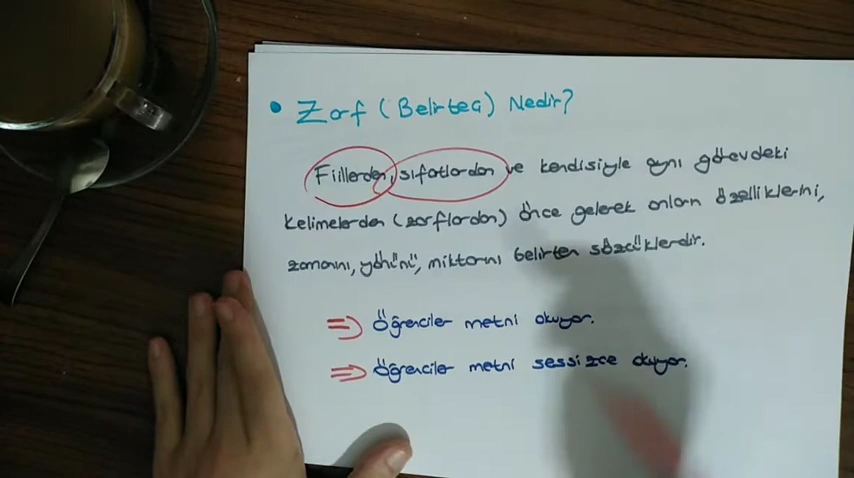 • Zarf (Belirteç) Nedir?
Fiillerden, sıfatlardan ve kendisiyle aynı görevdeki
kelimelerden (zarflardan) önce gelerek onların özelliklerini,
zamanını, yönünü, miktarını belirten sözcüklerdir.
⇒ Öğrenciler metni okuyor.
⇒ Öğrenciler metni sessizce okuyor.